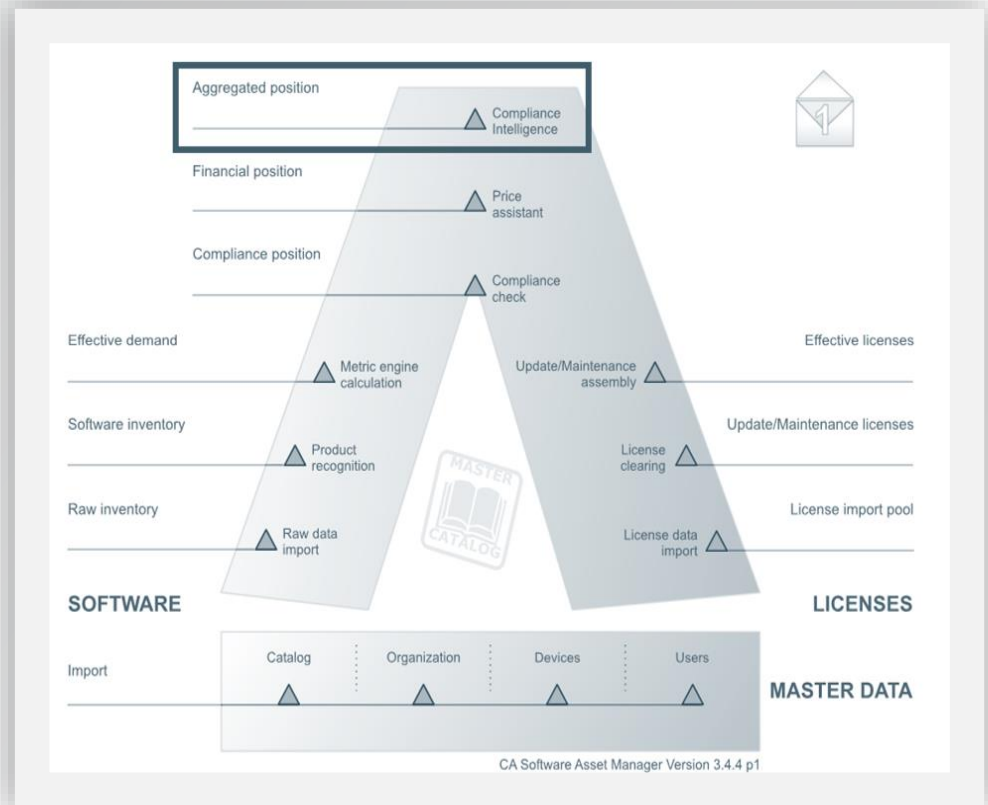 Aggregated position
Compliance
Intelligence
1
Financial position
Price
assistant
Compliance position
Compliance
check
Effective demand
Metric engine
calculation
Update/Maintenance
assembly
Effective licenses
Software inventory
Product
recognition
License
clearing
Update/Maintenance licenses
MASTER
CATALOG
Raw inventory
Raw data
import
License data
import
License import pool
SOFTWARE
LICENSES
Import
Catalog
Organization
Devices
Users
MASTER DATA
CA Software Asset Manager Version 3.4.4 p1